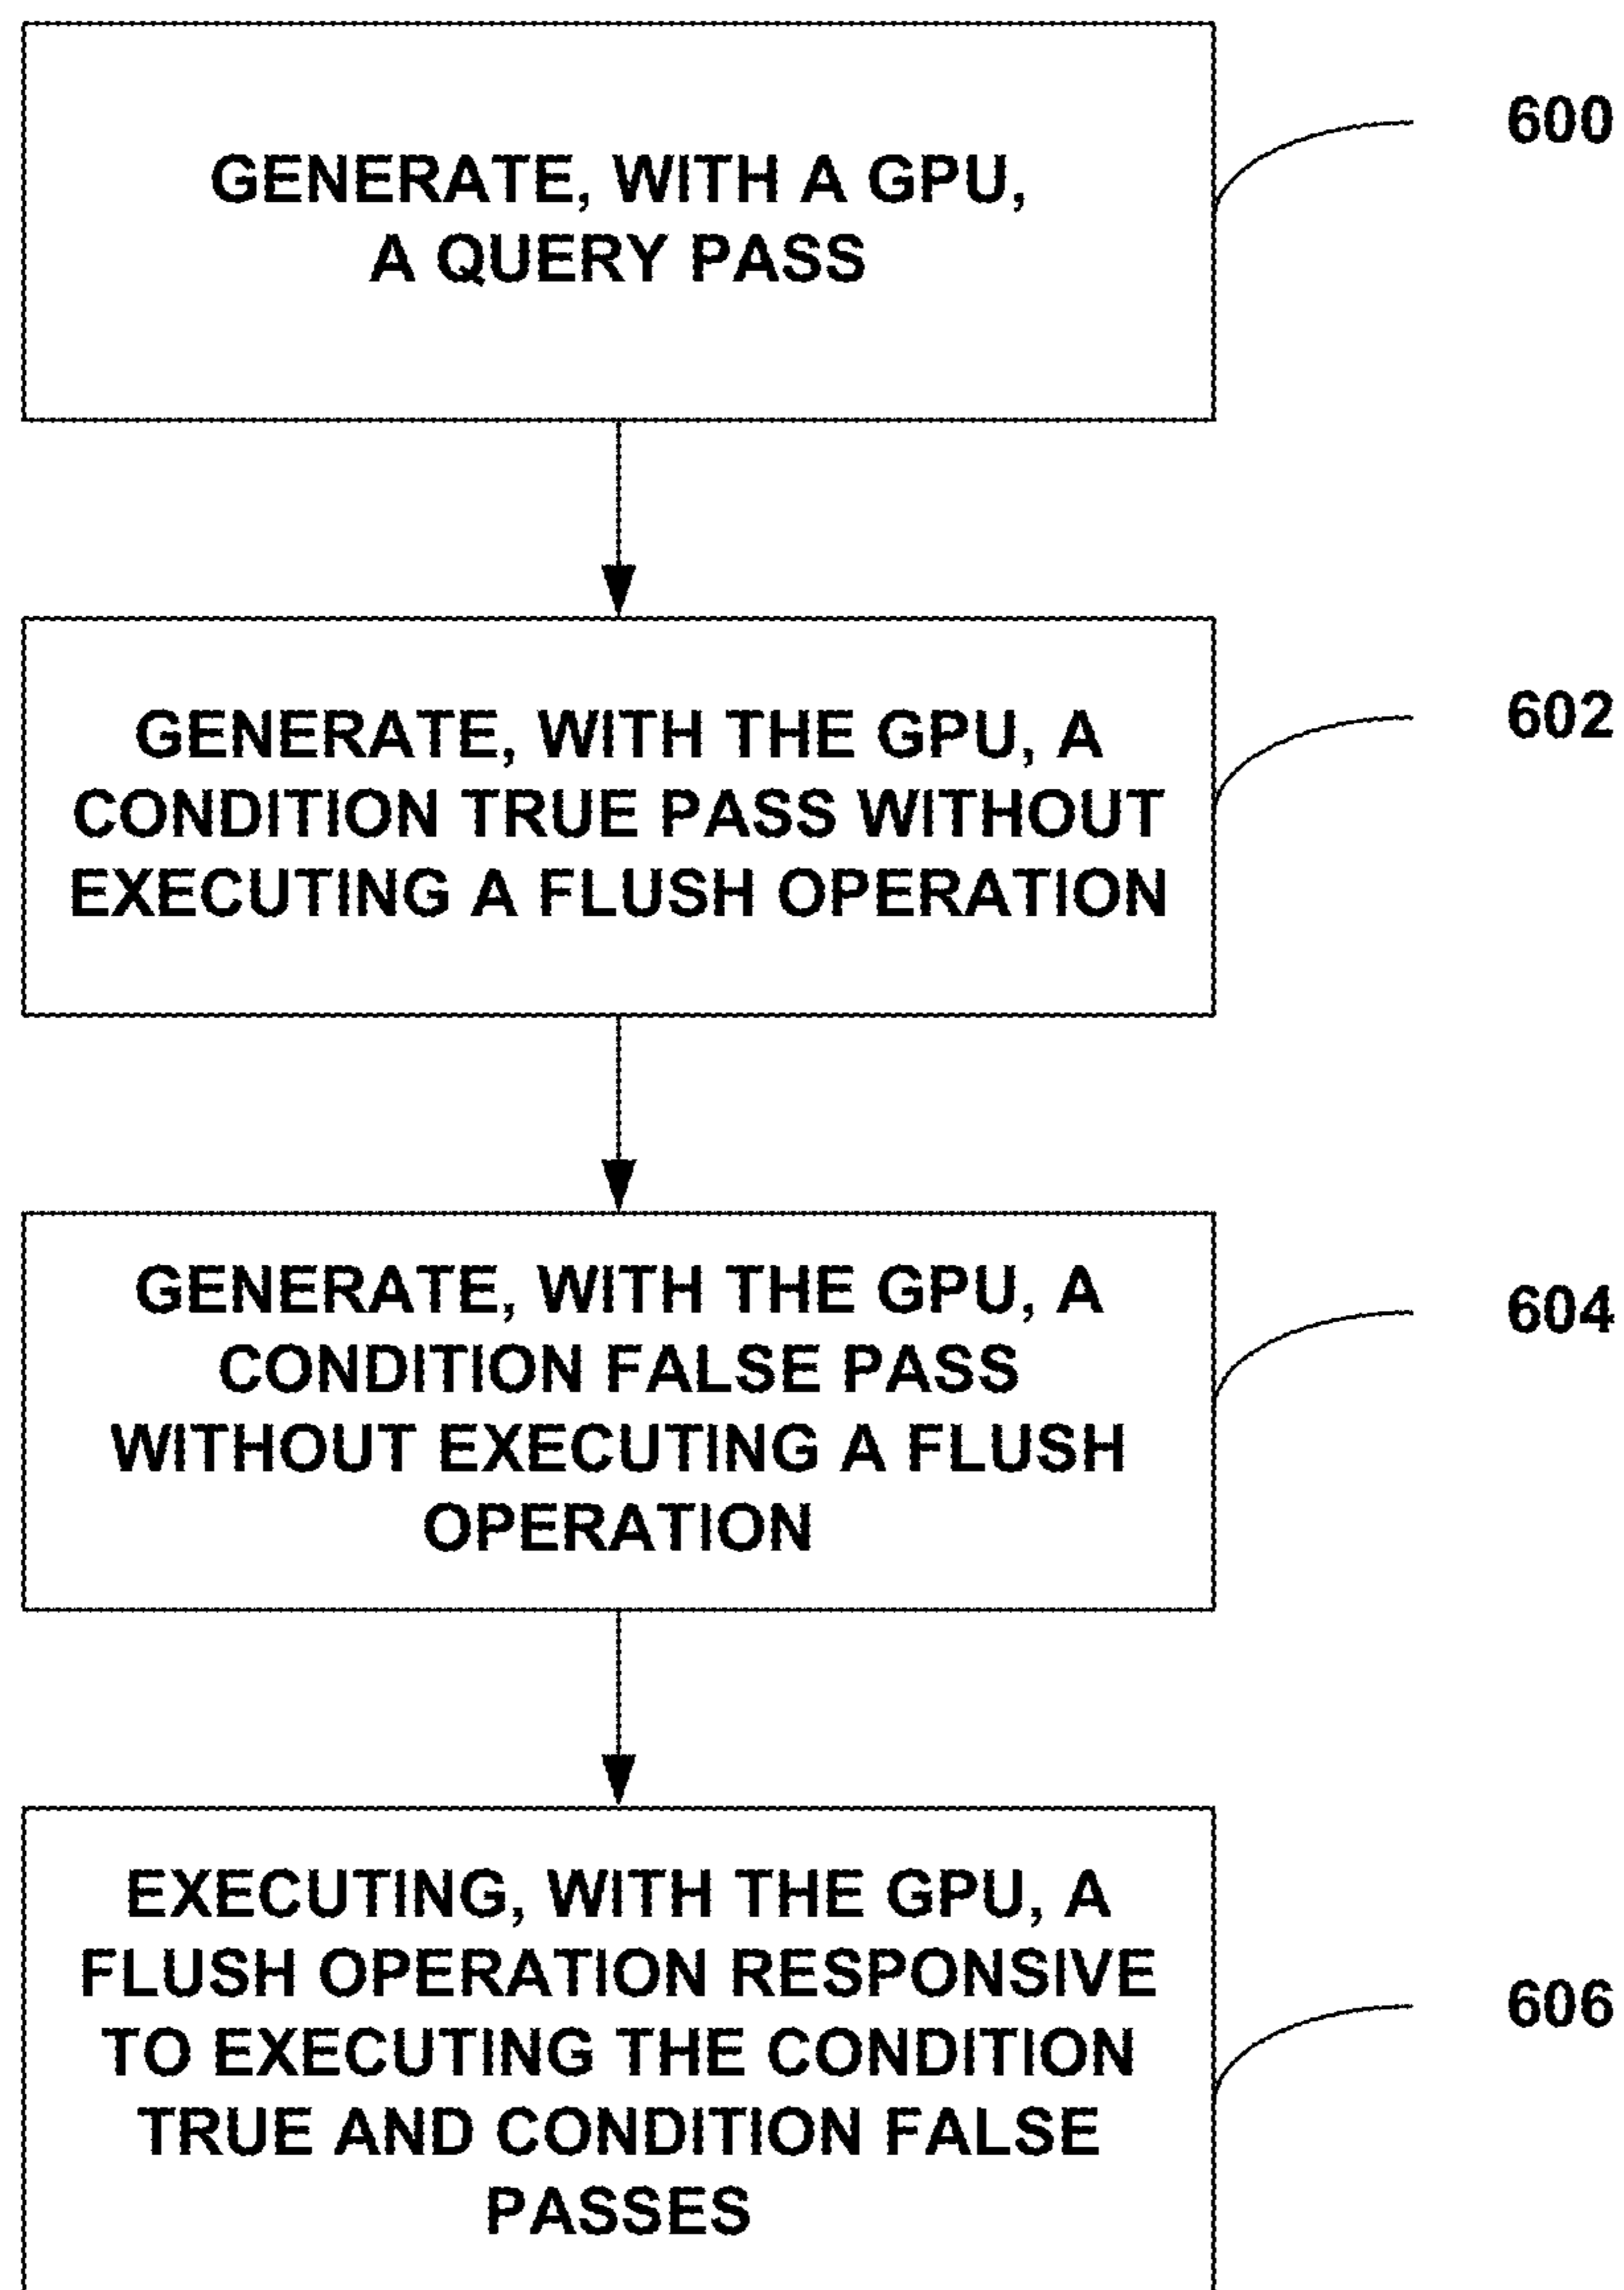 GENERATE, WITH A GPU,
A QUERY PASS
600
GENERATE, WITH THE GPU, A
CONDITION TRUE PASS WITHOUT
EXECUTING A FLUSH OPERATION
602
GENERATE, WITH THE GPU, A
CONDITION FALSE PASS
WITHOUT EXECUTING A FLUSH
OPERATION
604
EXECUTING, WITH THE GPU, A
FLUSH OPERATION RESPONSIVE
TO EXECUTING THE CONDITION
TRUE AND CONDITION FALSE
PASSES
606